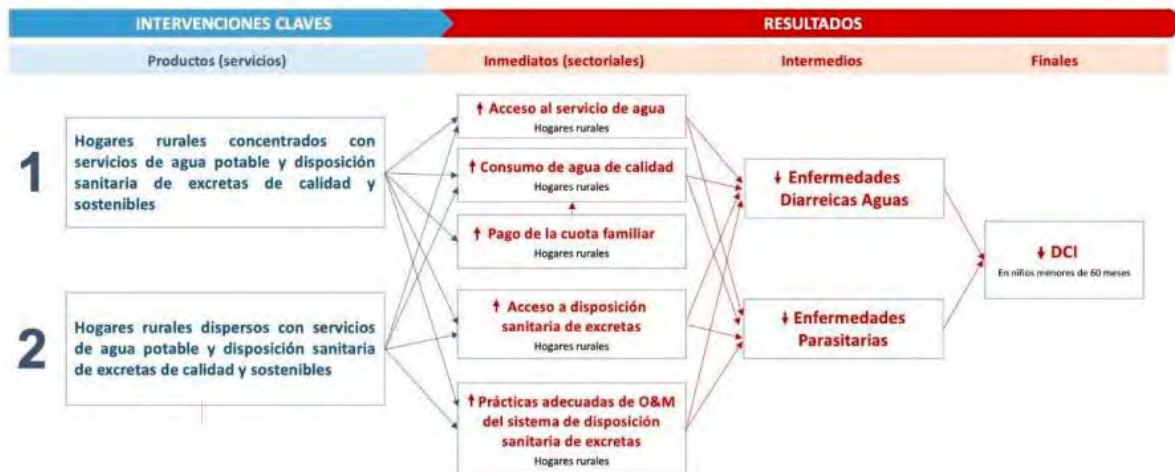 INTERVENCIONES CLAVES
RESULTADOS
Productos (servicios)
Inmediatos (sectoriales)
Intermedios
Finales
1
Hogares rurales concentrados con
servicios de agua potable y disposición
sanitaria de excretas de calidad y
sostenibles
2
Hogares rurales dispersos con servicios
de agua potable y disposición sanitaria
de excretas de calidad y sostenibles
↑ Acceso al servicio de agua
Hogares rurales
↑ Consumo de agua de calidad
Hogares rurales
↑ Pago de la cuota familiar
Hogares rurales
↑ Acceso a disposición
sanitaria de excretas
Hogares rurales
↑ Prácticas adecuadas de O&M
del sistema de disposición
sanitaria de excretas
Hogares rurales
↓ Enfermedades
Diarreicas Aguas
↓ Enfermedades
Parasitarias
↓ DCI
En niños menores de 60 meses